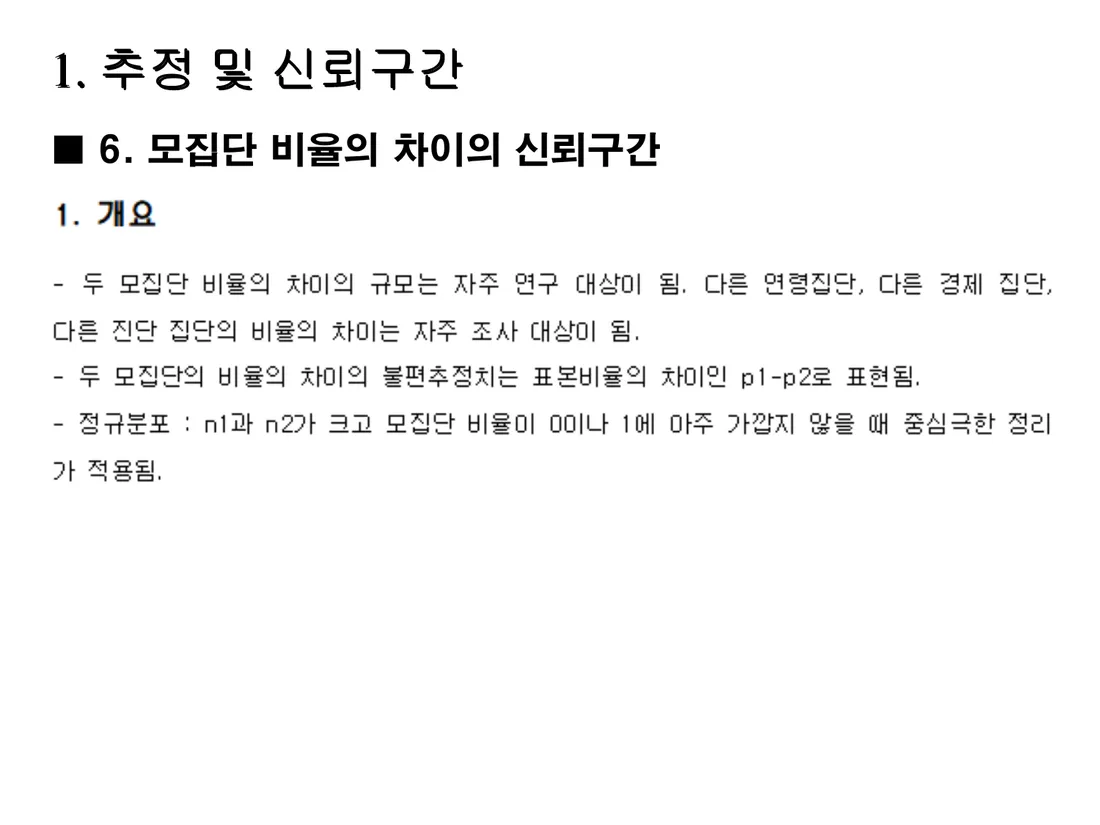 1. 추정 및 신뢰구간
■ 6. 모집단 비율의 차이의 신뢰구간
1. 개요
- 두 모집단 비율의 차이의 규모는 자주 연구 대상이 됨. 다른 연령집단, 다른 경제 집단,
다른 진단 집단의 비율의 차이는 자주 조사 대상이 됨.
- 두 모집단의 비율의 차이의 불편추정치는 표본비율의 차이인 p1-p2로 표현됨.
- 정규분포 : n1과 n2가 크고 모집단 비율이 0이나 1에 아주 가깝지 않을 때 중심극한 정리
가 적용됨.